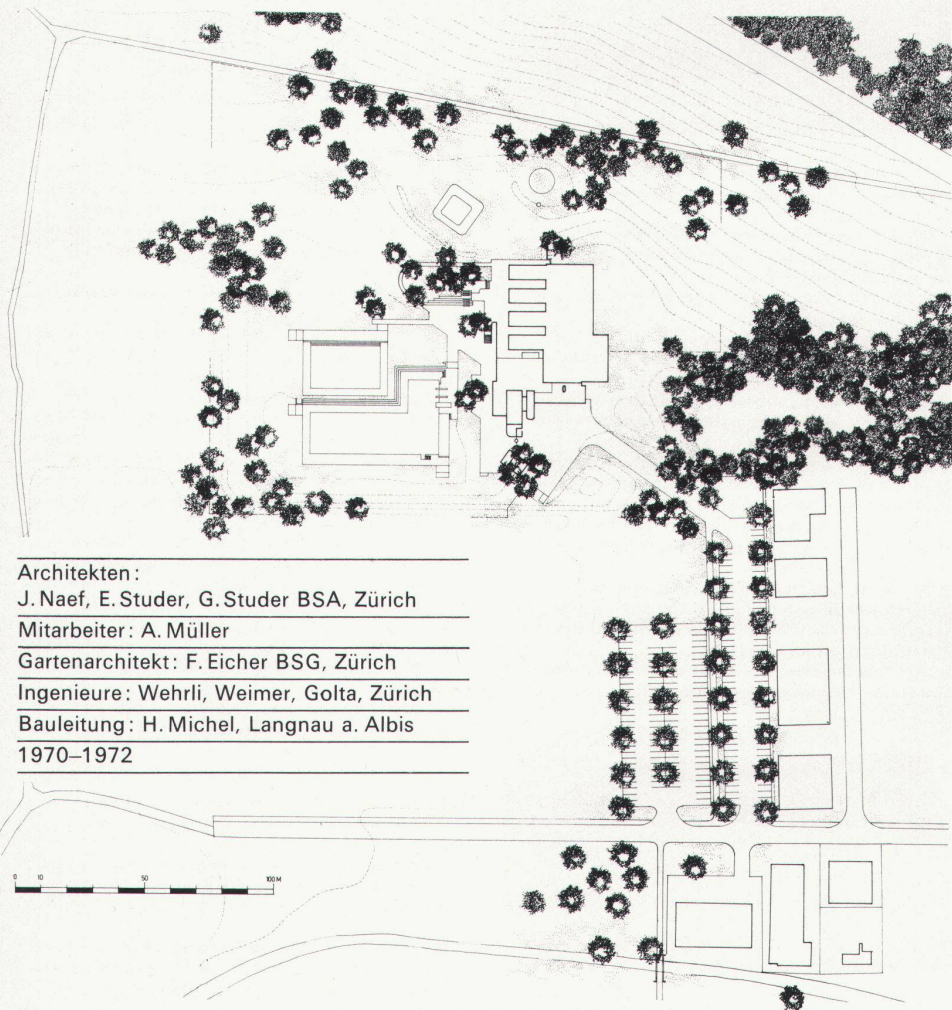 Architekten:
J. Naef, E. Studer, G. Studer BSA, Zürich
Mitarbeiter: A. Müller
Gartenarchitekt: F. Eicher BSG, Zürich
Ingenieure: Wehrli, Weimer, Golta, Zürich
Bauleitung: H. Michel, Langnau a. Albis
1970–1972
0 10 50 100 M